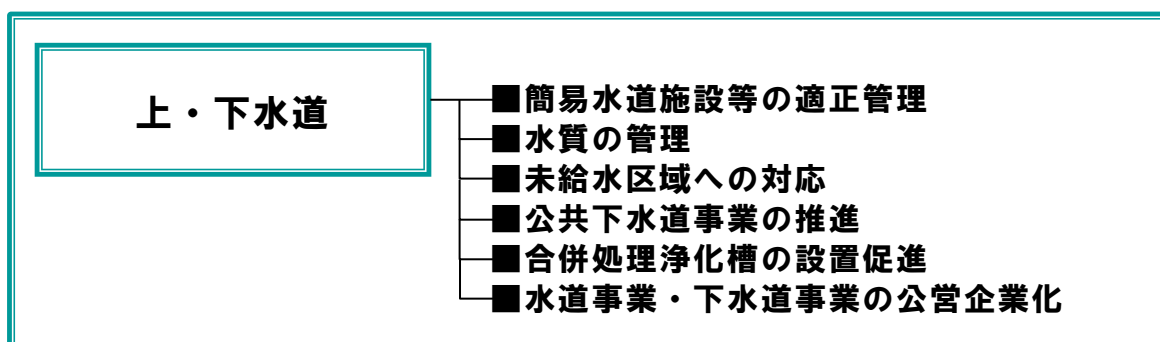 上・下水道
■簡易水道施設等の適正管理
■水質の管理
■未給水区域への対応
■公共下水道事業の推進
■合併処理浄化槽の設置促進
■水道事業・下水道事業の公営企業化